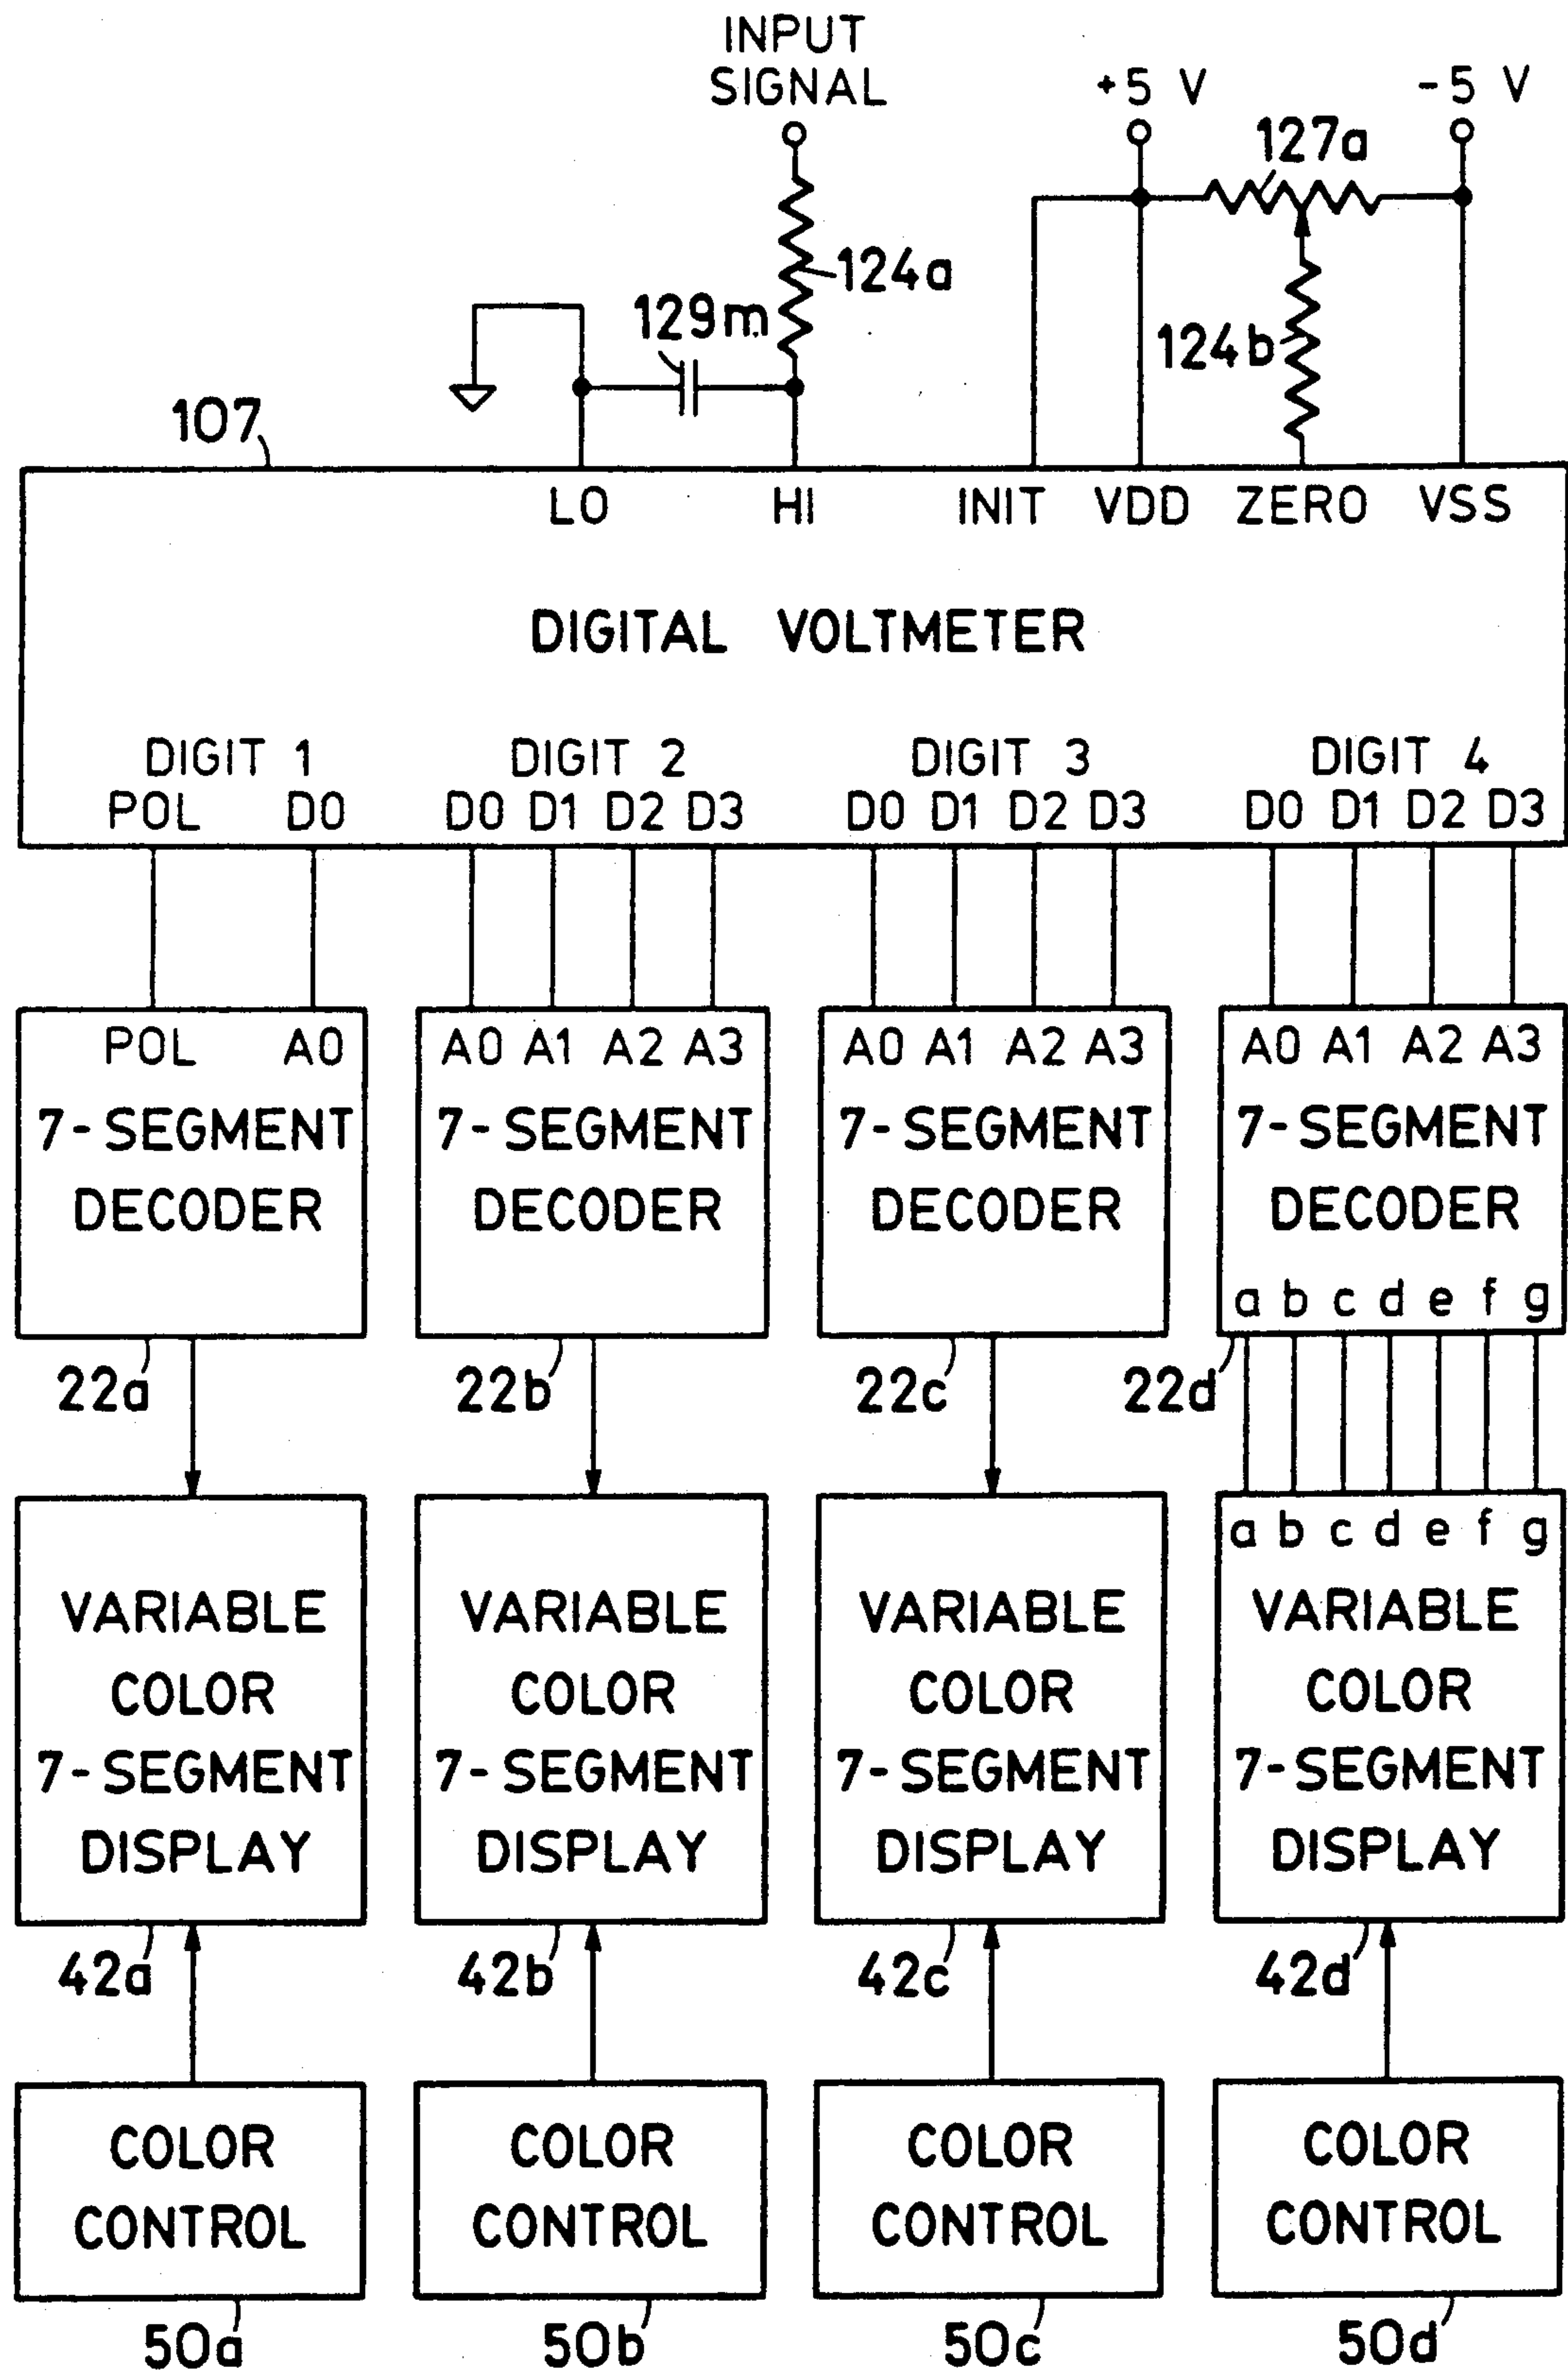 INPUT
SIGNAL
+5 V
-5 V
127a
124a
129m
124b
107
LO HI INIT VDD ZERO VSS
DIGITAL VOLTMETER
DIGIT 1 DIGIT 2 DIGIT 3 DIGIT 4
POL D0 D0 D1 D2 D3 D0 D1 D2 D3 D0 D1 D2 D3
POL A0 A0 A1 A2 A3 A0 A1 A2 A3 A0 A1 A2 A3
7-SEGMENT 7-SEGMENT 7-SEGMENT 7-SEGMENT
DECODER DECODER DECODER DECODER
a b c d e f g
22a 22b 22c 22d
a b c d e f g
VARIABLE VARIABLE VARIABLE VARIABLE
COLOR COLOR COLOR COLOR
7-SEGMENT 7-SEGMENT 7-SEGMENT 7-SEGMENT
DISPLAY DISPLAY DISPLAY DISPLAY
42a 42b 42c 42d
COLOR COLOR COLOR COLOR
CONTROL CONTROL CONTROL CONTROL
50a 50b 50c 50d